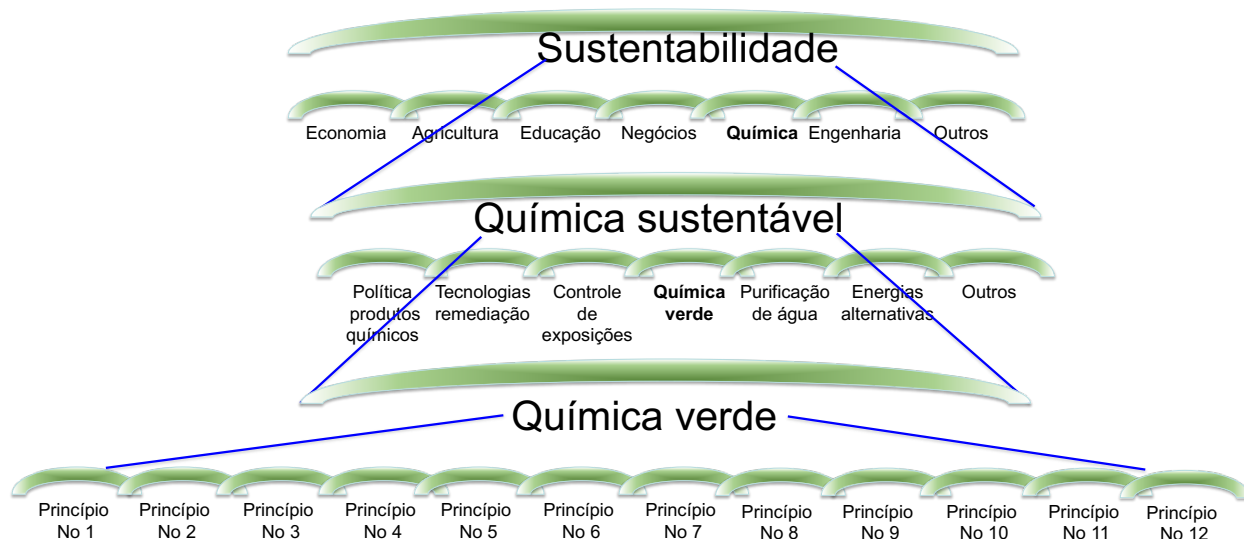 Sustentabilidade
Economia Agricultura Educação Negócios Química Engenharia Outros
Química sustentável
Política Tecnologias Controle Química Purificação Energias Outros
produtos remediação de verde de água alternativas
químicos exposições
Química verde
Princípio Princípio Princípio Princípio Princípio Princípio Princípio Princípio Princípio Princípio Princípio Princípio
No 1 No 2 No 3 No 4 No 5 No 6 No 7 No 8 No 9 No 10 No 11 No 12